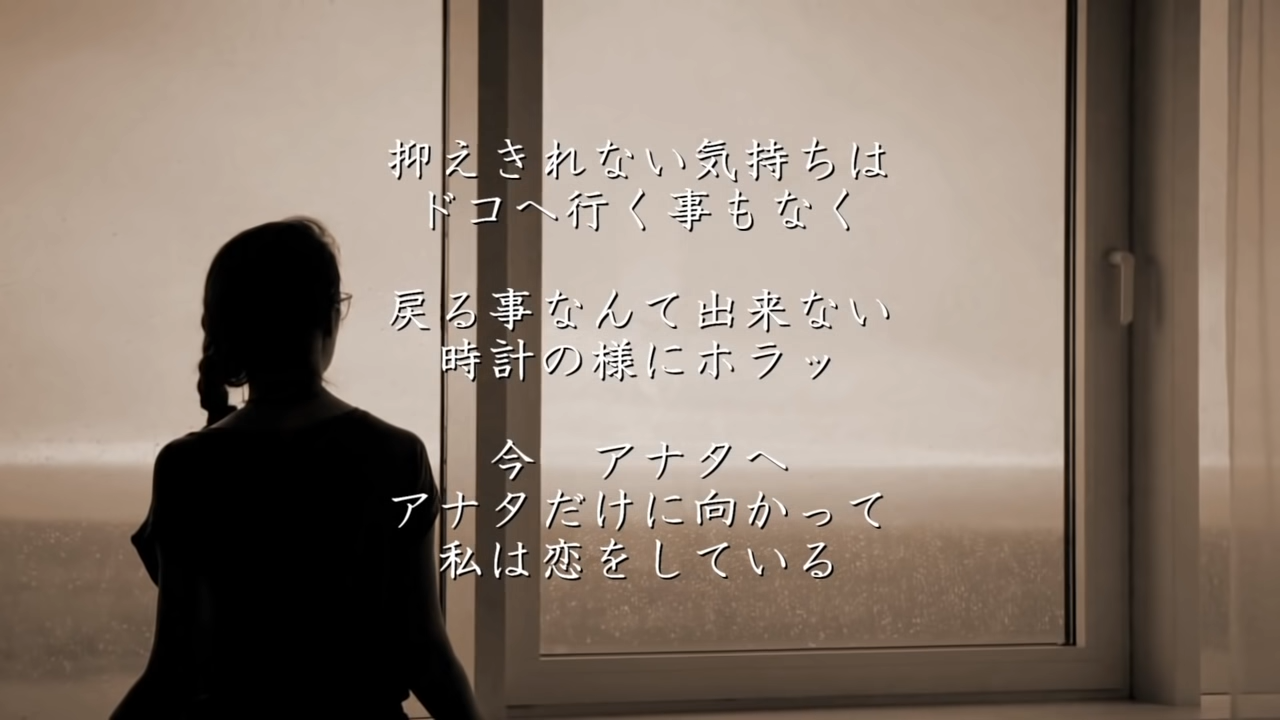 抑えきれない気持ちは
ドコへ行く事もなく
戻る事なんて出来ない
時計の様にホラッ
今　アナタへ
アナタだけに向かって
私は恋をしている